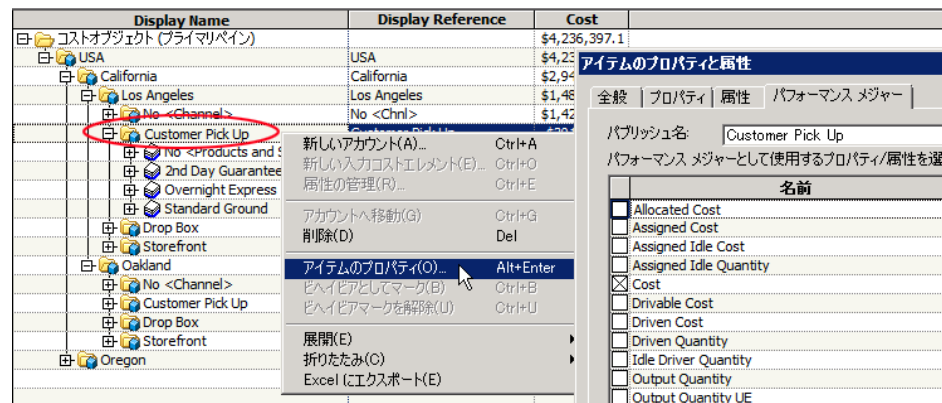 Display Name Display Reference Cost
コストオブジェクト (プライマリペイン) $4,236,397.1
USA USA $4,23
California California $2,94
Los Angeles Los Angeles $1,48
No <Channel> No <Chnl> $1,42
Customer Pick Up Customer Pick Up
No <Products and S
2nd Day Guarantee
Overnight Express
Standard Ground
Drop Box
Storefront
Oakland
No <Channel>
Customer Pick Up
Drop Box
Storefront
Oregon
新しいアカウント(A)... Ctrl+A
新しい入力コストエレメント(E)... Ctrl+O
属性の管理(R)... Ctrl+E
アカウントへ移動(G) Ctrl+G
削除(D) Del
アイテムのプロパティ(O)... Alt+Enter
ビヘイビアとしてマーク(B) Ctrl+B
ビヘイビアマークを解除(U) Ctrl+U
展開(E)
折りたたみ(C)
Excel にエクスポート(E)
アイテムのプロパティと属性
全般 プロパティ 属性 パフォーマンス メジャー
パブリッシュ名: Customer Pick Up
パフォーマンス メジャーとして使用するプロパティ/属性を選
名前
Allocated Cost
Assigned Cost
Assigned Idle Cost
Assigned Idle Quantity
Cost
Drivable Cost
Driven Cost
Driven Quantity
Idle Driver Quantity
Output Quantity
Output Quantity UE